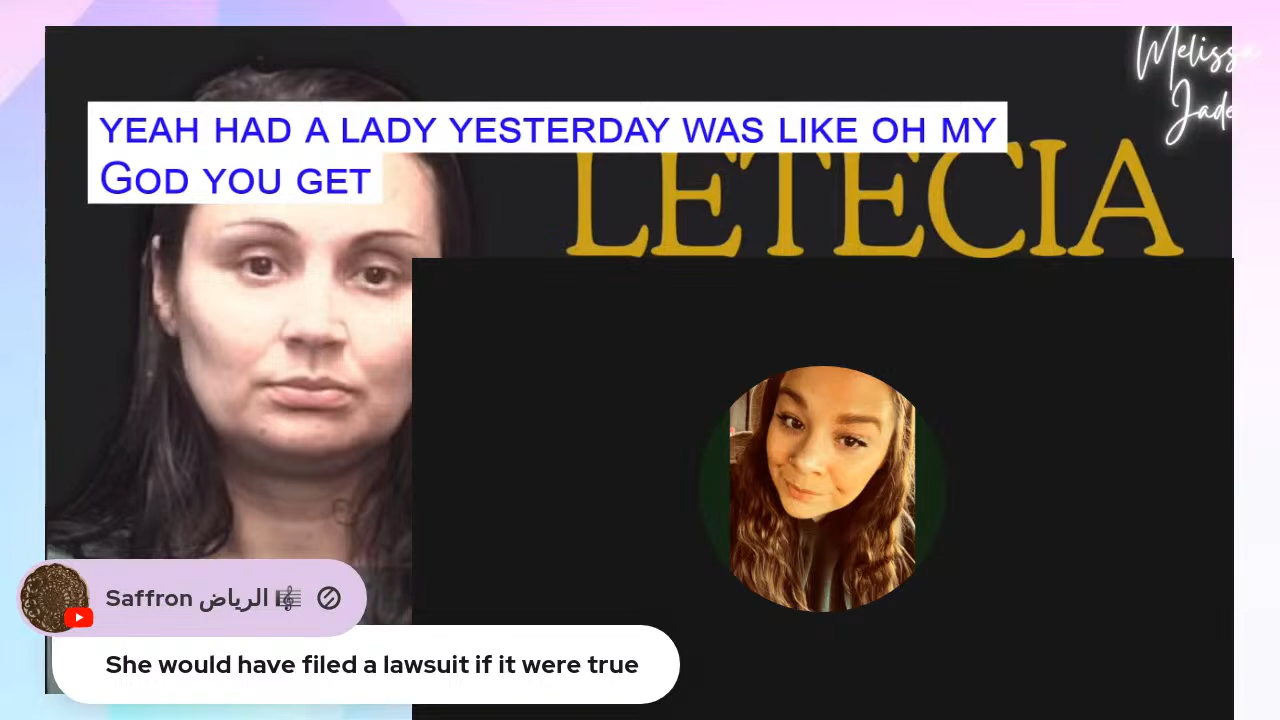 Melissa
Jade
YEAH HAD A LADY YESTERDAY WAS LIKE OH MY
GOD YOU GET
LETECIA
Saffron الرياض 🎼
She would have filed a lawsuit if it were true